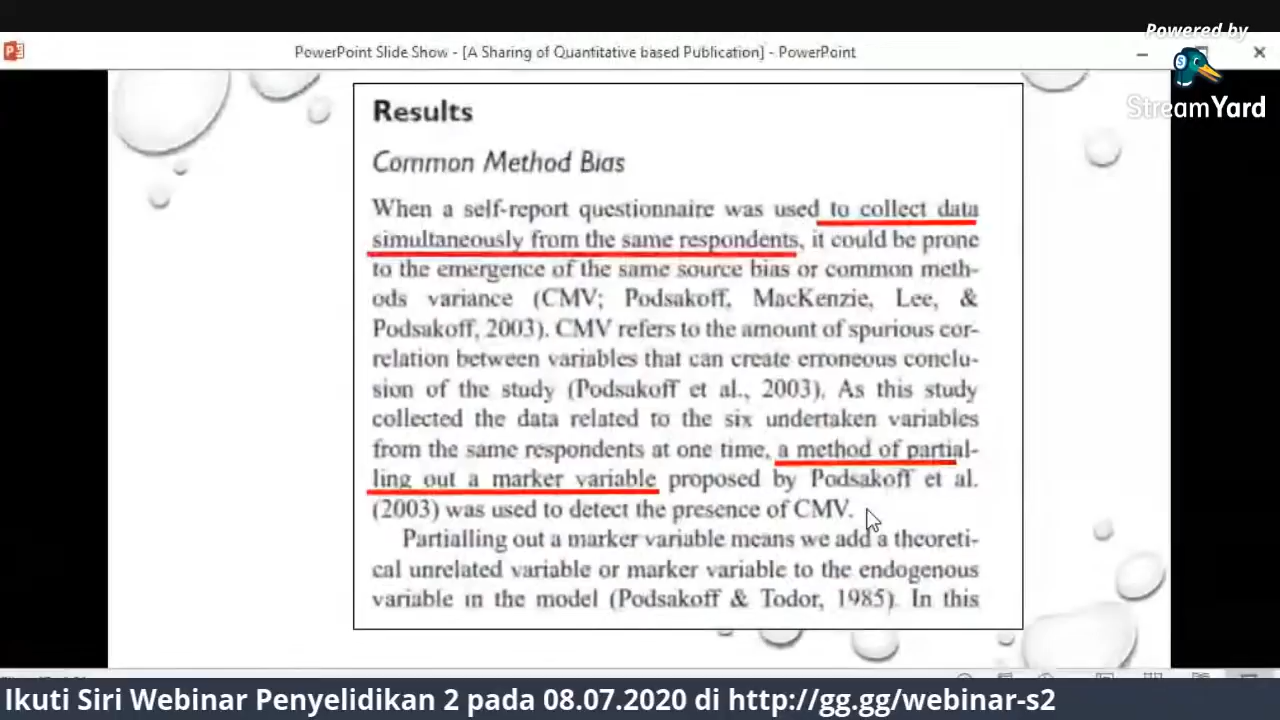 Powered by
PowerPoint Slide Show - [A Sharing of Quantitative based Publication] - PowerPoint
StreamYard
Results
Common Method Bias
When a self-report questionnaire was used to collect data
simultaneously from the same respondents, it could be prone
to the emergence of the same source bias or common meth-
ods variance (CMV; Podsakoff, MacKenzie, Lee, &
Podsakoff, 2003). CMV refers to the amount of spurious cor-
relation between variables that can create erroneous conclu-
sion of the study (Podsakoff et al., 2003). As this study
collected the data related to the six undertaken variables
from the same respondents at one time, a method of partial-
ling out a marker variable proposed by Podsakoff et al.
(2003) was used to detect the presence of CMV.
Partialling out a marker variable means we add a theoreti-
cal unrelated variable or marker variable to the endogenous
variable in the model (Podsakoff & Todor, 1985). In this
Ikuti Siri Webinar Penyelidikan 2 pada 08.07.2020 di http://gg.gg/webinar-s2